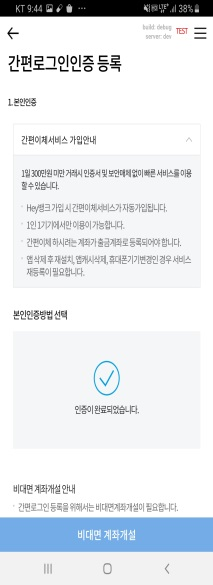 KT 9:44
38%
build: debug
server: dev
TEST
간편로그인인증 등록
1. 본인인증
간편이체서비스 가입안내
1일 300만원 미만 거래시 인증서 및 보안매체 없이 빠른 서비스를 이용
할 수 있습니다.
· Hey뱅크 가입 시 간편이체서비스가 자동가입됩니다.
· 1인 1기기에서만 이용이 가능합니다.
· 간편이체 하시려는 계좌가 출금계좌로 등록되어야 합니다.
· 앱 삭제 후 재설치, 앱캐시삭제, 휴대폰기기변경인 경우 서비스
재등록이 필요합니다.
본인인증방법 선택
인증이 완료되었습니다.
비대면 계좌개설 안내
· 간편로그인 등록을 위해서는 비대면계좌개설이 필요합니다.
비대면 계좌개설